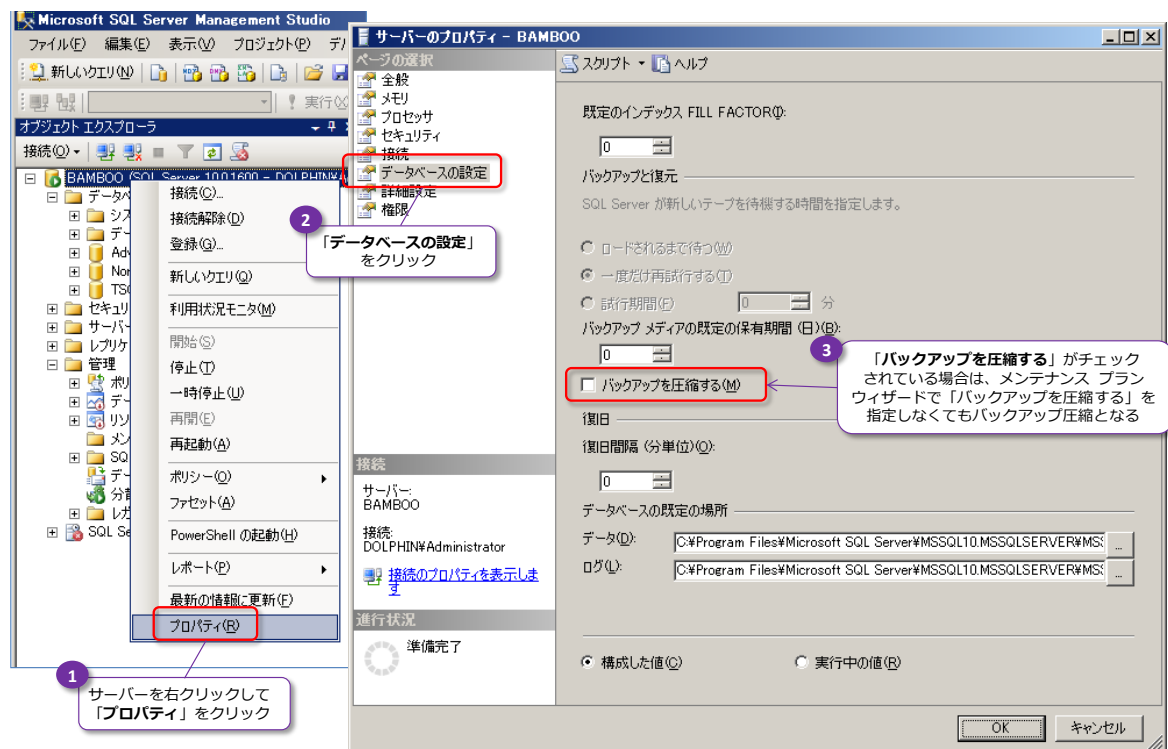 Microsoft SQL Server Management Studio
ファイル(F) 編集(E) 表示(V) プロジェクト(P) デ
新しいクエリ(N)
実行(X)
オブジェクト エクスプローラ
接続(O)
BAMBOO (SQL Server 10.0.1600 - DOLPHIN¥
データベ
シス
デー
Adv
Nor
TSQ
セキュリ
サーバー
レプリケ
管理
ポリ
デー
リソ
メン
SQ
デー
分散
レガ
SQL Se
接続(C)...
接続解除(D)
登録(G)...
新しいクエリ(Q)
利用状況モニタ(M)
開始(S)
停止(T)
一時停止(U)
再開(E)
再起動(A)
ポリシー(O)
ファセット(A)
PowerShell の起動(H)
レポート(P)
最新の情報に更新(F)
プロパティ(R)
1
サーバーを右クリックして
「プロパティ」をクリック
サーバーのプロパティ - BAMBOO
ページの選択
全般
メモリ
プロセッサ
セキュリティ
接続
データベースの設定
詳細設定
権限
2
「データベースの設定」
をクリック
接続
サーバー:
BAMBOO
接続:
DOLPHIN¥Administrator
接続のプロパティを表示しま
す
進行状況
準備完了
スクリプト ヘルプ
既定のインデックス FILL FACTOR(I):
0
バックアップと復元
SQL Server が新しいテープを待機する時間を指定します。
ロードされるまで待つ(W)
一度だけ再試行する(T)
試行期間(F) 0 分
バックアップ メディアの既定の保有期間 (日)(B):
0
バックアップを圧縮する(M)
3
「バックアップを圧縮する」がチェック
されている場合は、メンテナンス プラン
ウィザードで「バックアップを圧縮する」を
指定しなくてもバックアップ圧縮となる
復旧
復旧間隔 (分単位)(O):
0
データベースの既定の場所
データ(D): C:¥Program Files¥Microsoft SQL Server¥MSSQL10.MSSQLSERVER¥MS ...
ログ(L): C:¥Program Files¥Microsoft SQL Server¥MSSQL10.MSSQLSERVER¥MS ...
構成した値(C) 実行中の値(R)
OK キャンセル